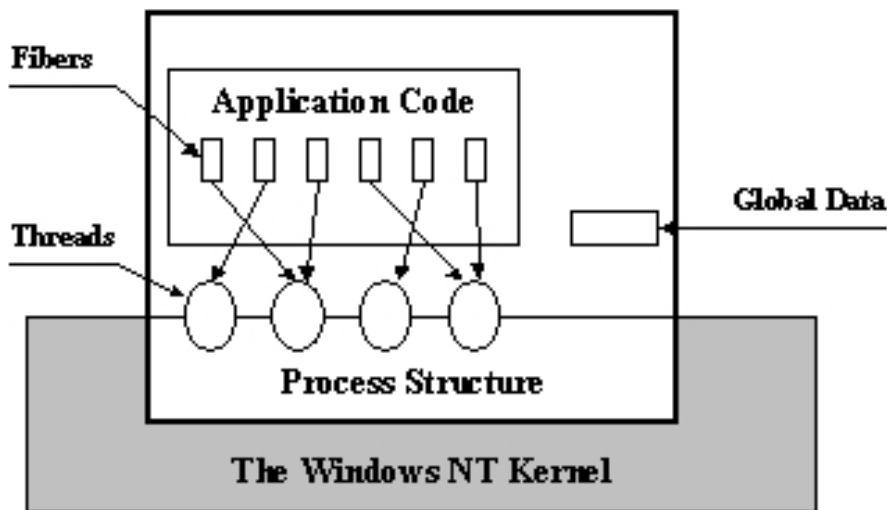 Fibers
Application Code
Global Data
Threads
Process Structure
The Windows NT Kernel